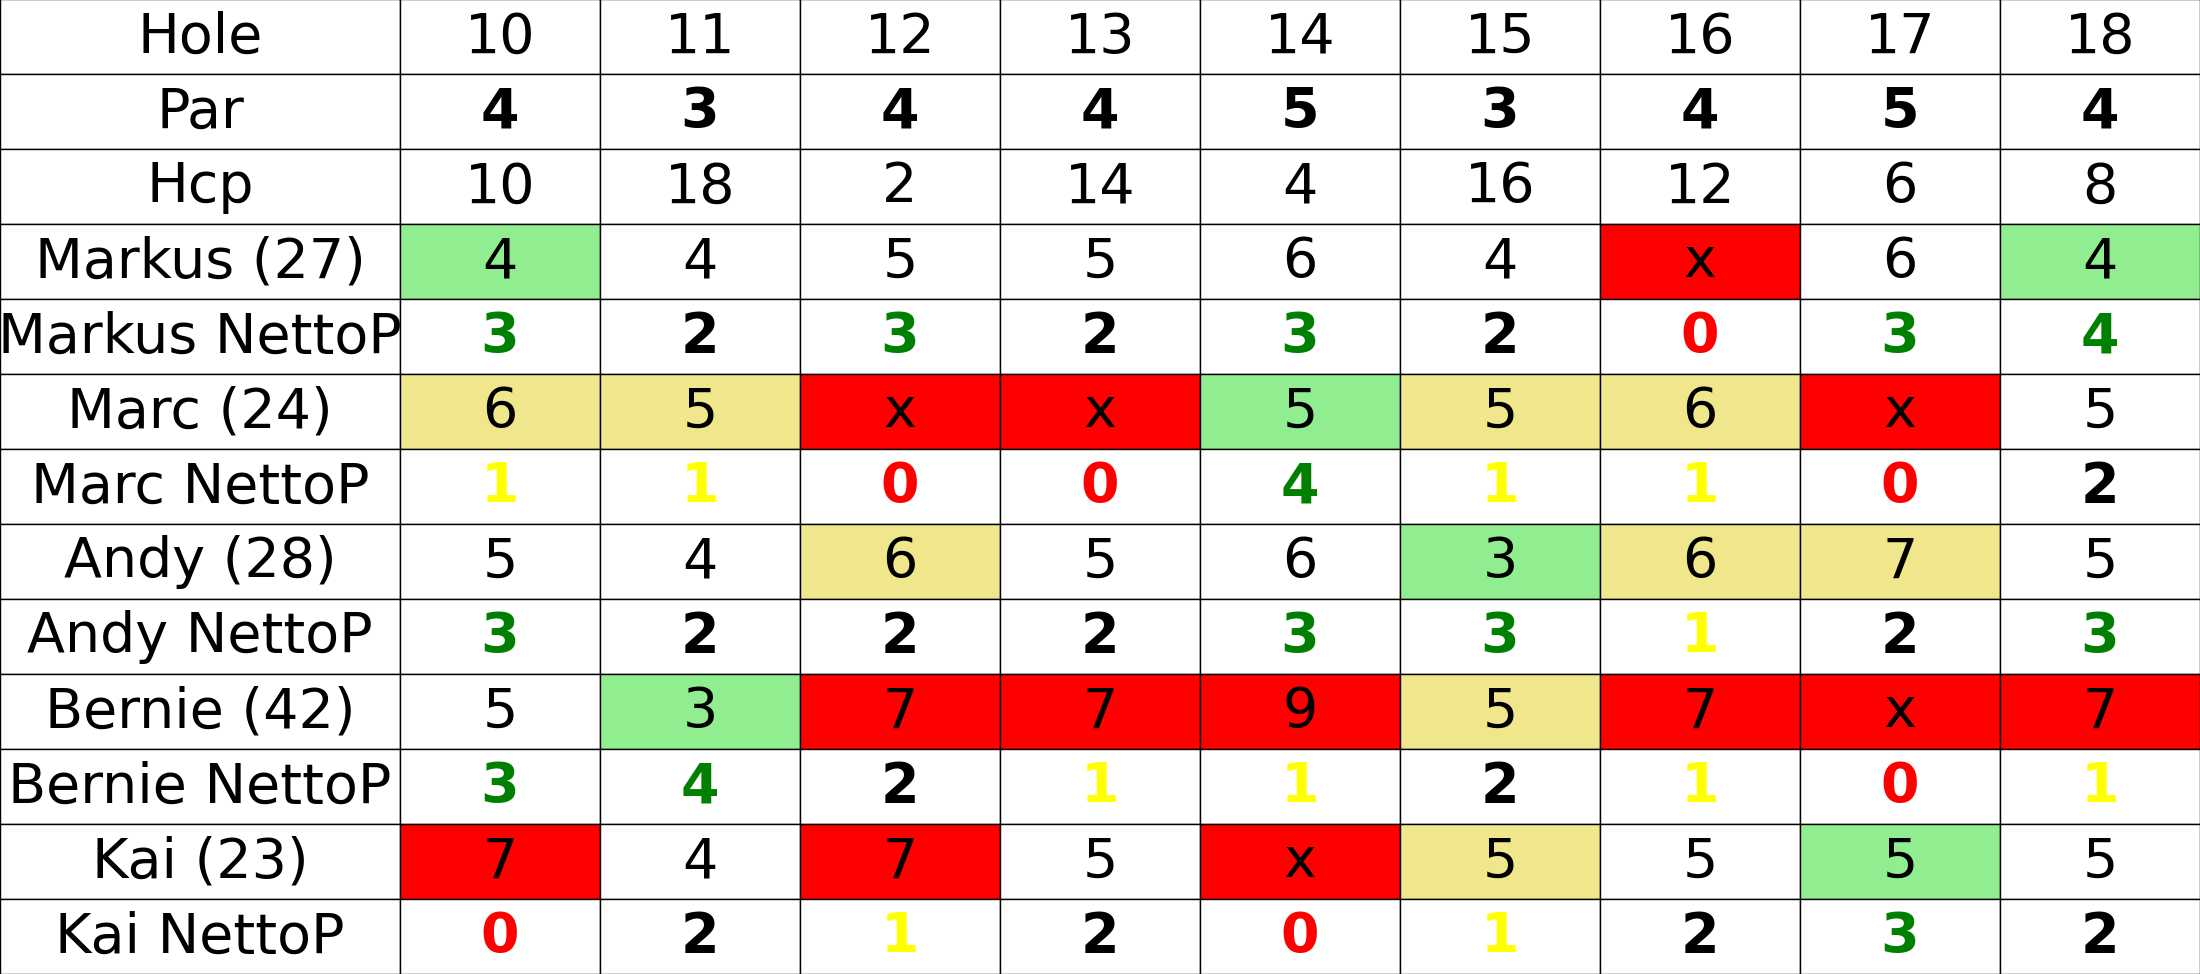 Hole 10 11 12 13 14 15 16 17 18
Par 4 3 4 4 5 3 4 5 4
Hcp 10 18 2 14 4 16 12 6 8
Markus (27) 4 4 5 5 6 4 x 6 4
Markus NettoP 3 2 3 2 3 2 0 3 4
Marc (24) 6 5 x x 5 5 6 x 5
Marc NettoP 1 1 0 0 4 1 1 0 2
Andy (28) 5 4 6 5 6 3 6 7 5
Andy NettoP 3 2 2 2 3 3 1 2 3
Bernie (42) 5 3 7 7 9 5 7 x 7
Bernie NettoP 3 4 2 1 1 2 1 0 1
Kai (23) 7 4 7 5 x 5 5 5 5
Kai NettoP 0 2 1 2 0 1 2 3 2